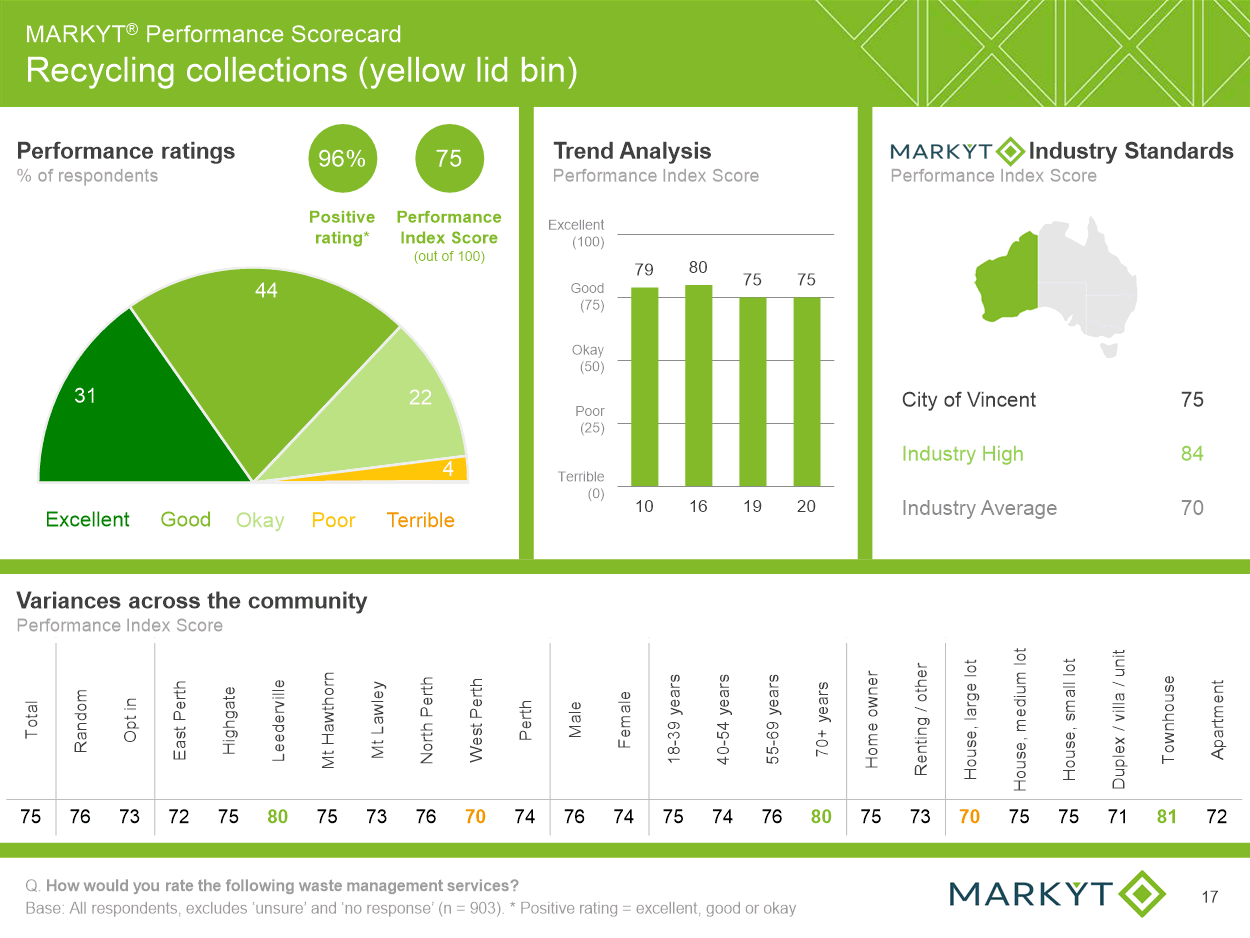 MARKYT® Performance Scorecard
Recycling collections (yellow lid bin)
Performance ratings
% of respondents
96%
75
Positive
rating*
Performance
Index Score
(out of 100)
44
31
22
4
Excellent Good Okay Poor Terrible
Trend Analysis
Performance Index Score
Excellent
(100)
Good
(75)
Okay
(50)
Poor
(25)
Terrible
(0)
79 80 75 75
10 16 19 20
MARKYT Industry Standards
Performance Index Score
City of Vincent 75
Industry High 84
Industry Average 70
Variances across the community
Performance Index Score
Total
Random
Opt in
East Perth
Highgate
Leederville
Mt Hawthorn
Mt Lawley
North Perth
West Perth
Perth
Male
Female
18-39 years
40-54 years
55-69 years
70+ years
Home owner
Renting / other
House, large lot
House, medium lot
House, small lot
Duplex / villa / unit
Townhouse
Apartment
75 76 73 72 75 80 75 73 76 70 74 76 74 75 74 76 80 75 73 70 75 75 71 81 72
Q. How would you rate the following waste management services?
Base: All respondents, excludes ‘unsure’ and ‘no response’ (n = 903). * Positive rating = excellent, good or okay
MARKYT
17